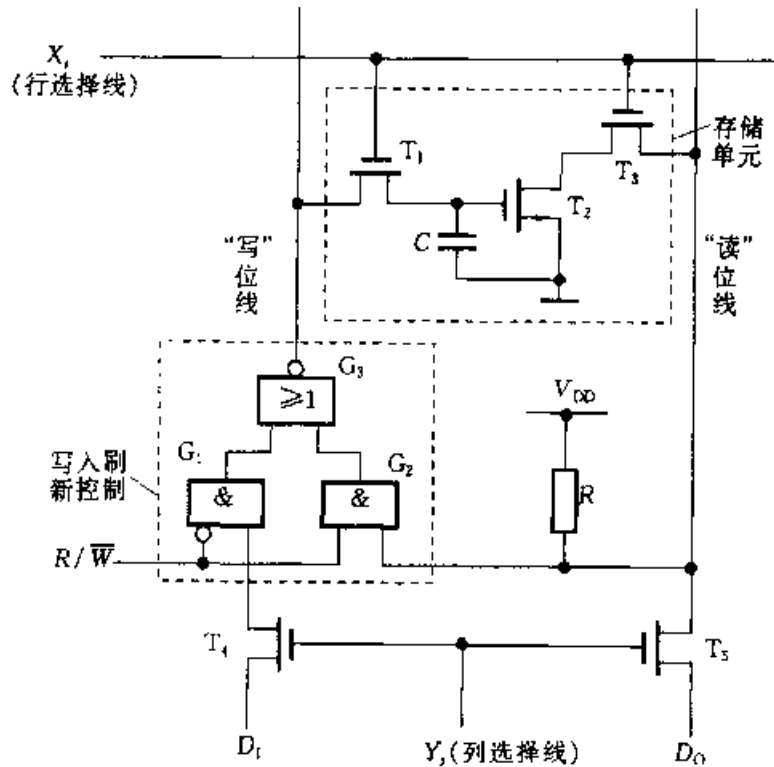 X_i
(行选择线)
存储
单元
T_1
T_3
T_2
C
“写”
位
线
“读”
位
线
G_3
≥1
V_DD
G_1
G_2
写入刷
新控制
&
&
R
R/W̅
T_4
T_5
D_I
Y_j(列选择线)
D_O